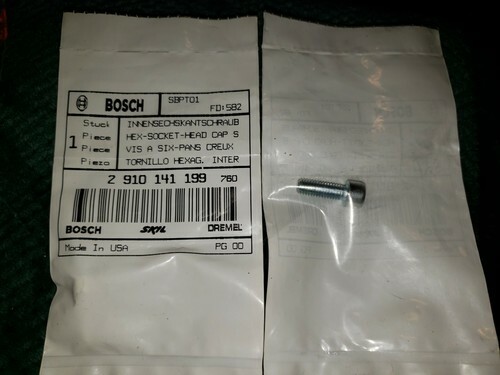 BOSCH SBPT01 FD:582
Stuck INNENSECHSKANTSCHRAUB
1 Piece HEX-SOCKET-HEAD CAP S
Piece VIS A SIX-PANS CREUX
Pieza TORNILLO HEXAG. INTER
2 910 141 199 760
BOSCH SKIL DREMEL
Made In USA PG 00